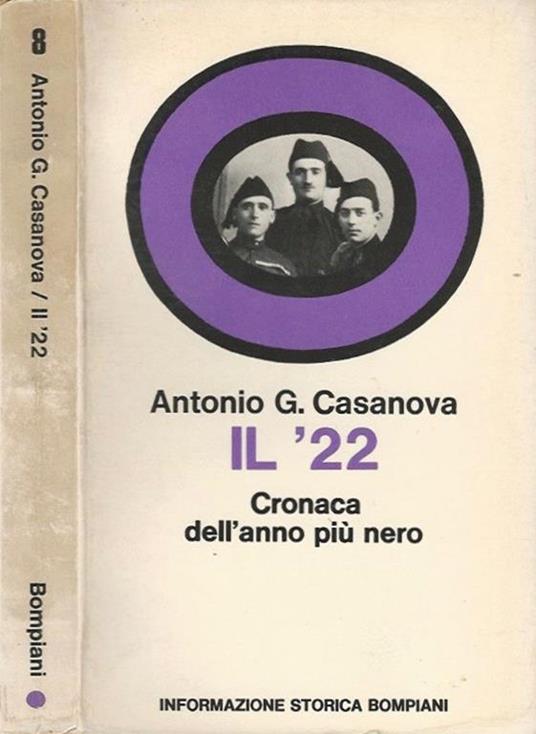 8
Antonio G. Casanova / Il '22
Bompiani
Antonio G. Casanova
IL '22
Cronaca
dell'anno più nero
INFORMAZIONE STORICA BOMPIANI